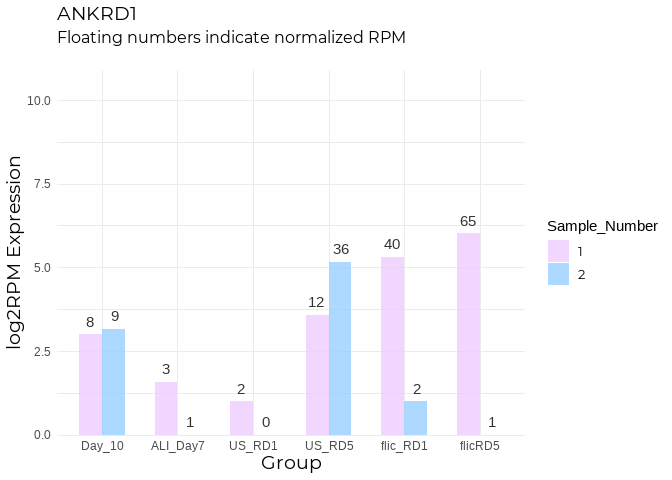 ANKRD1
Floating numbers indicate normalized RPM
log2RPM Expression
10.0
7.5
5.0
2.5
0.0
8
9
3
1
2
0
12
36
40
2
65
1
Day_10
ALI_Day7
US_RD1
US_RD5
flic_RD1
flicRD5
Group
Sample_Number
1
2